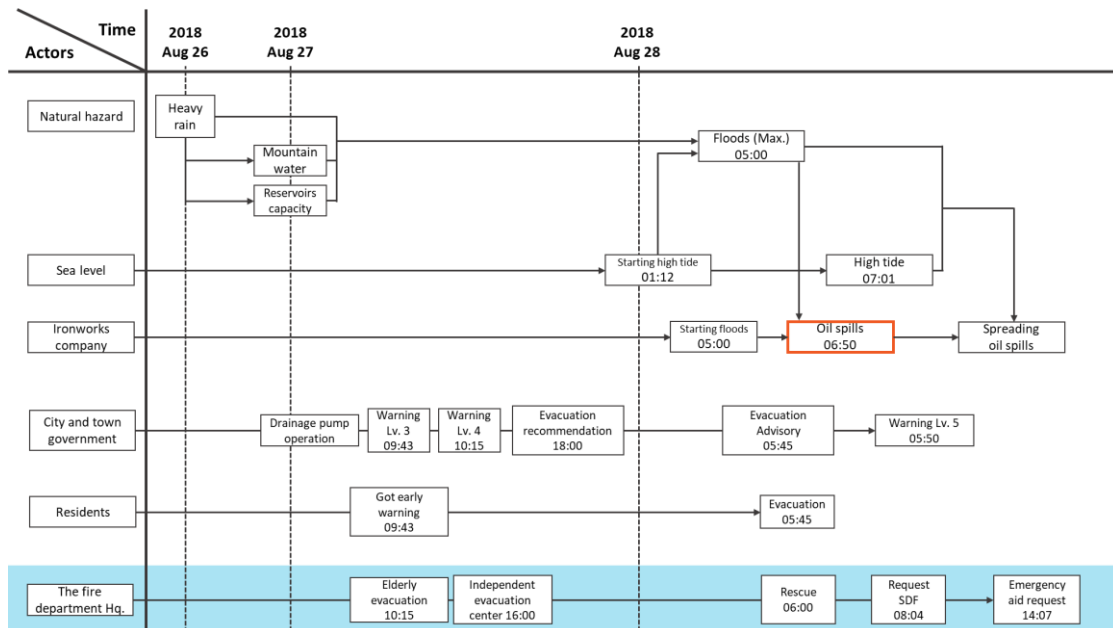 Time
Actors
2018
Aug 26
2018
Aug 27
2018
Aug 28
Natural hazard
Heavy
rain
Mountain
water
Reservoirs
capacity
Floods (Max.)
05:00
Sea level
Starting high tide
01:12
High tide
07:01
Ironworks
company
Starting floods
05:00
Oil spills
06:50
Spreading
oil spills
City and town
government
Drainage pump
operation
Warning
Lv. 3
09:43
Warning
Lv. 4
10:15
Evacuation
recommendation
18:00
Evacuation
Advisory
05:45
Warning Lv. 5
05:50
Residents
Got early
warning
09:43
Evacuation
05:45
The fire
department Hq.
Elderly
evacuation
10:15
Independent
evacuation
center 16:00
Rescue
06:00
Request
SDF
08:04
Emergency
aid request
14:07